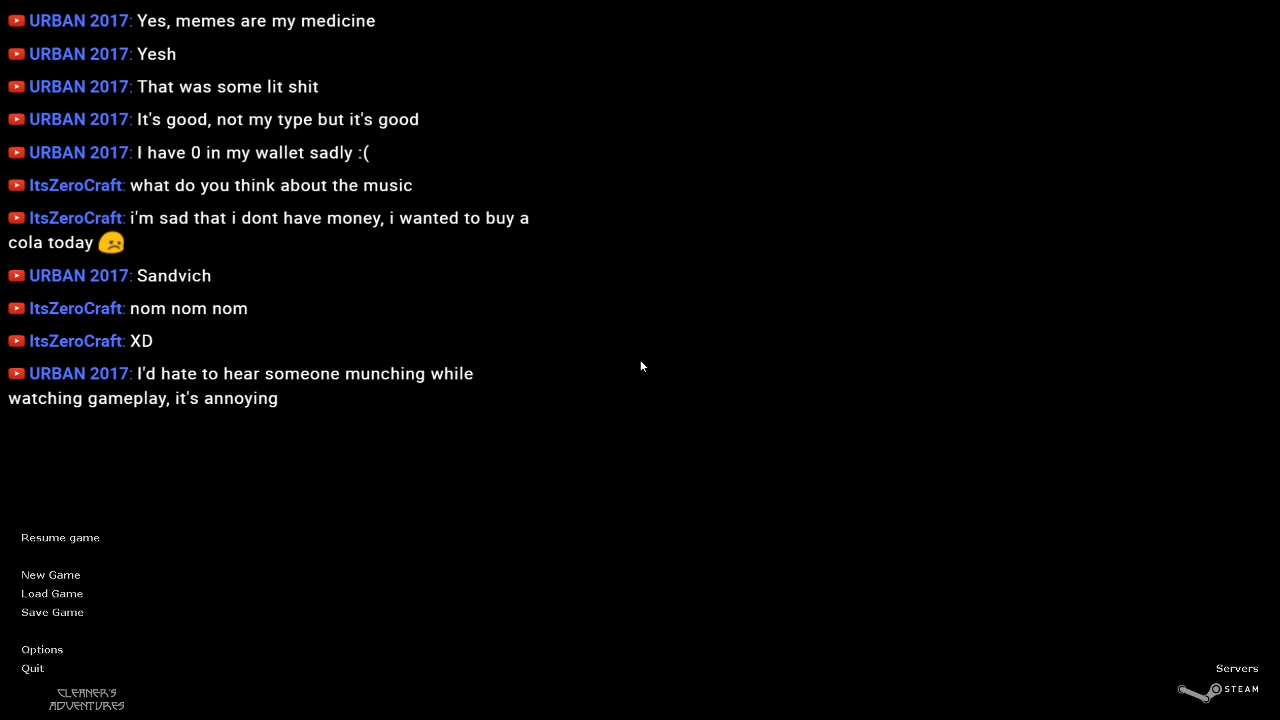 URBAN 2017: Yes, memes are my medicine
URBAN 2017: Yesh
URBAN 2017: That was some lit shit
URBAN 2017: It's good, not my type but it's good
URBAN 2017: I have 0 in my wallet sadly :(
ItsZeroCraft: what do you think about the music
ItsZeroCraft: i'm sad that i dont have money, i wanted to buy a
cola today
URBAN 2017: Sandvich
ItsZeroCraft: nom nom nom
ItsZeroCraft: XD
URBAN 2017: I'd hate to hear someone munching while
watching gameplay, it's annoying
Resume game
New Game
Load Game
Save Game
Options
Quit
CLEANER'S
ADVENTURES
Servers
STEAM